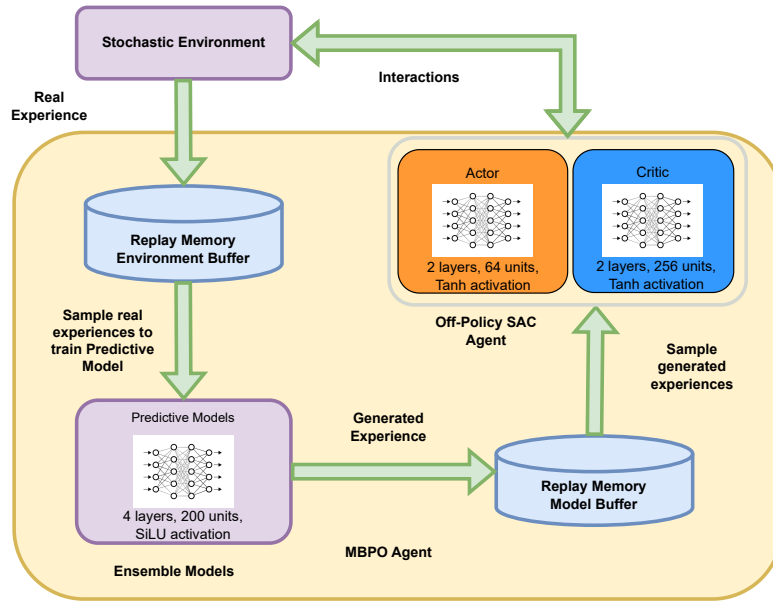 Stochastic Environment
Interactions
Real
Experience
Actor
2 layers, 64 units,
Tanh activation
Critic
2 layers, 256 units,
Tanh activation
Replay Memory
Environment Buffer
Off-Policy SAC
Agent
Sample real
experiences to
train Predictive
Model
Sample
generated
experiences
Predictive Models
4 layers, 200 units,
SiLU activation
Generated
Experience
Replay Memory
Model Buffer
MBPO Agent
Ensemble Models